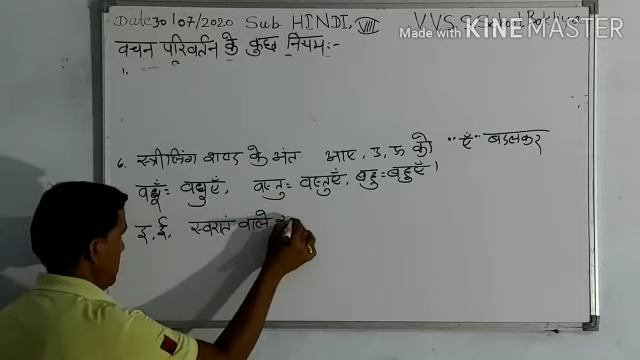 Date 30/07/2020 Sub HINDI, VIII V.V.S.
Made with KINEMASTER
वचन परिवर्तन के कुछ नियम:-
1.
6. स्त्रीलिंग शब्द के अंत आए, उ, ऊ को "एँ" बदलकर
वधूँ= वधुएँ, वस्तु= वस्तुएँ, बहु=बहुएँ।
इ, ई, स्वरांत वाले